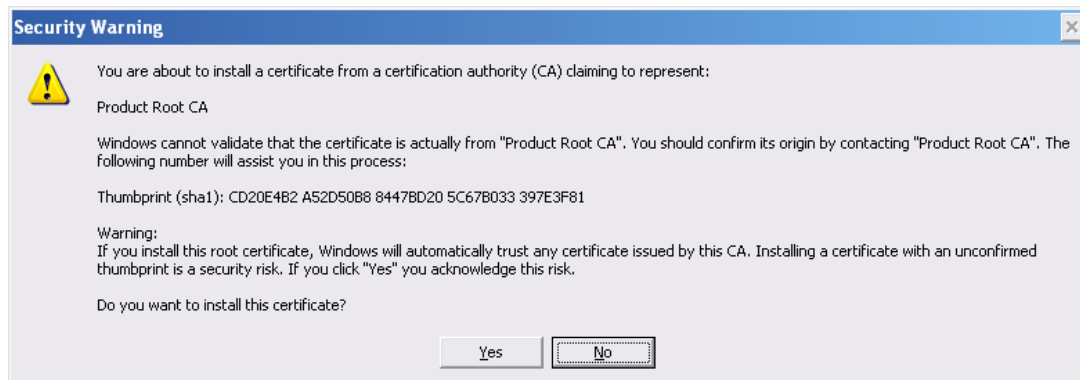 Security Warning
You are about to install a certificate from a certification authority (CA) claiming to represent:
Product Root CA
Windows cannot validate that the certificate is actually from "Product Root CA". You should confirm its origin by contacting "Product Root CA". The
following number will assist you in this process:
Thumbprint (sha1): CD20E4B2 A52D50B8 8447BD20 5C67B033 397E3F81
Warning:
If you install this root certificate, Windows will automatically trust any certificate issued by this CA. Installing a certificate with an unconfirmed
thumbprint is a security risk. If you click "Yes" you acknowledge this risk.
Do you want to install this certificate?
Yes No